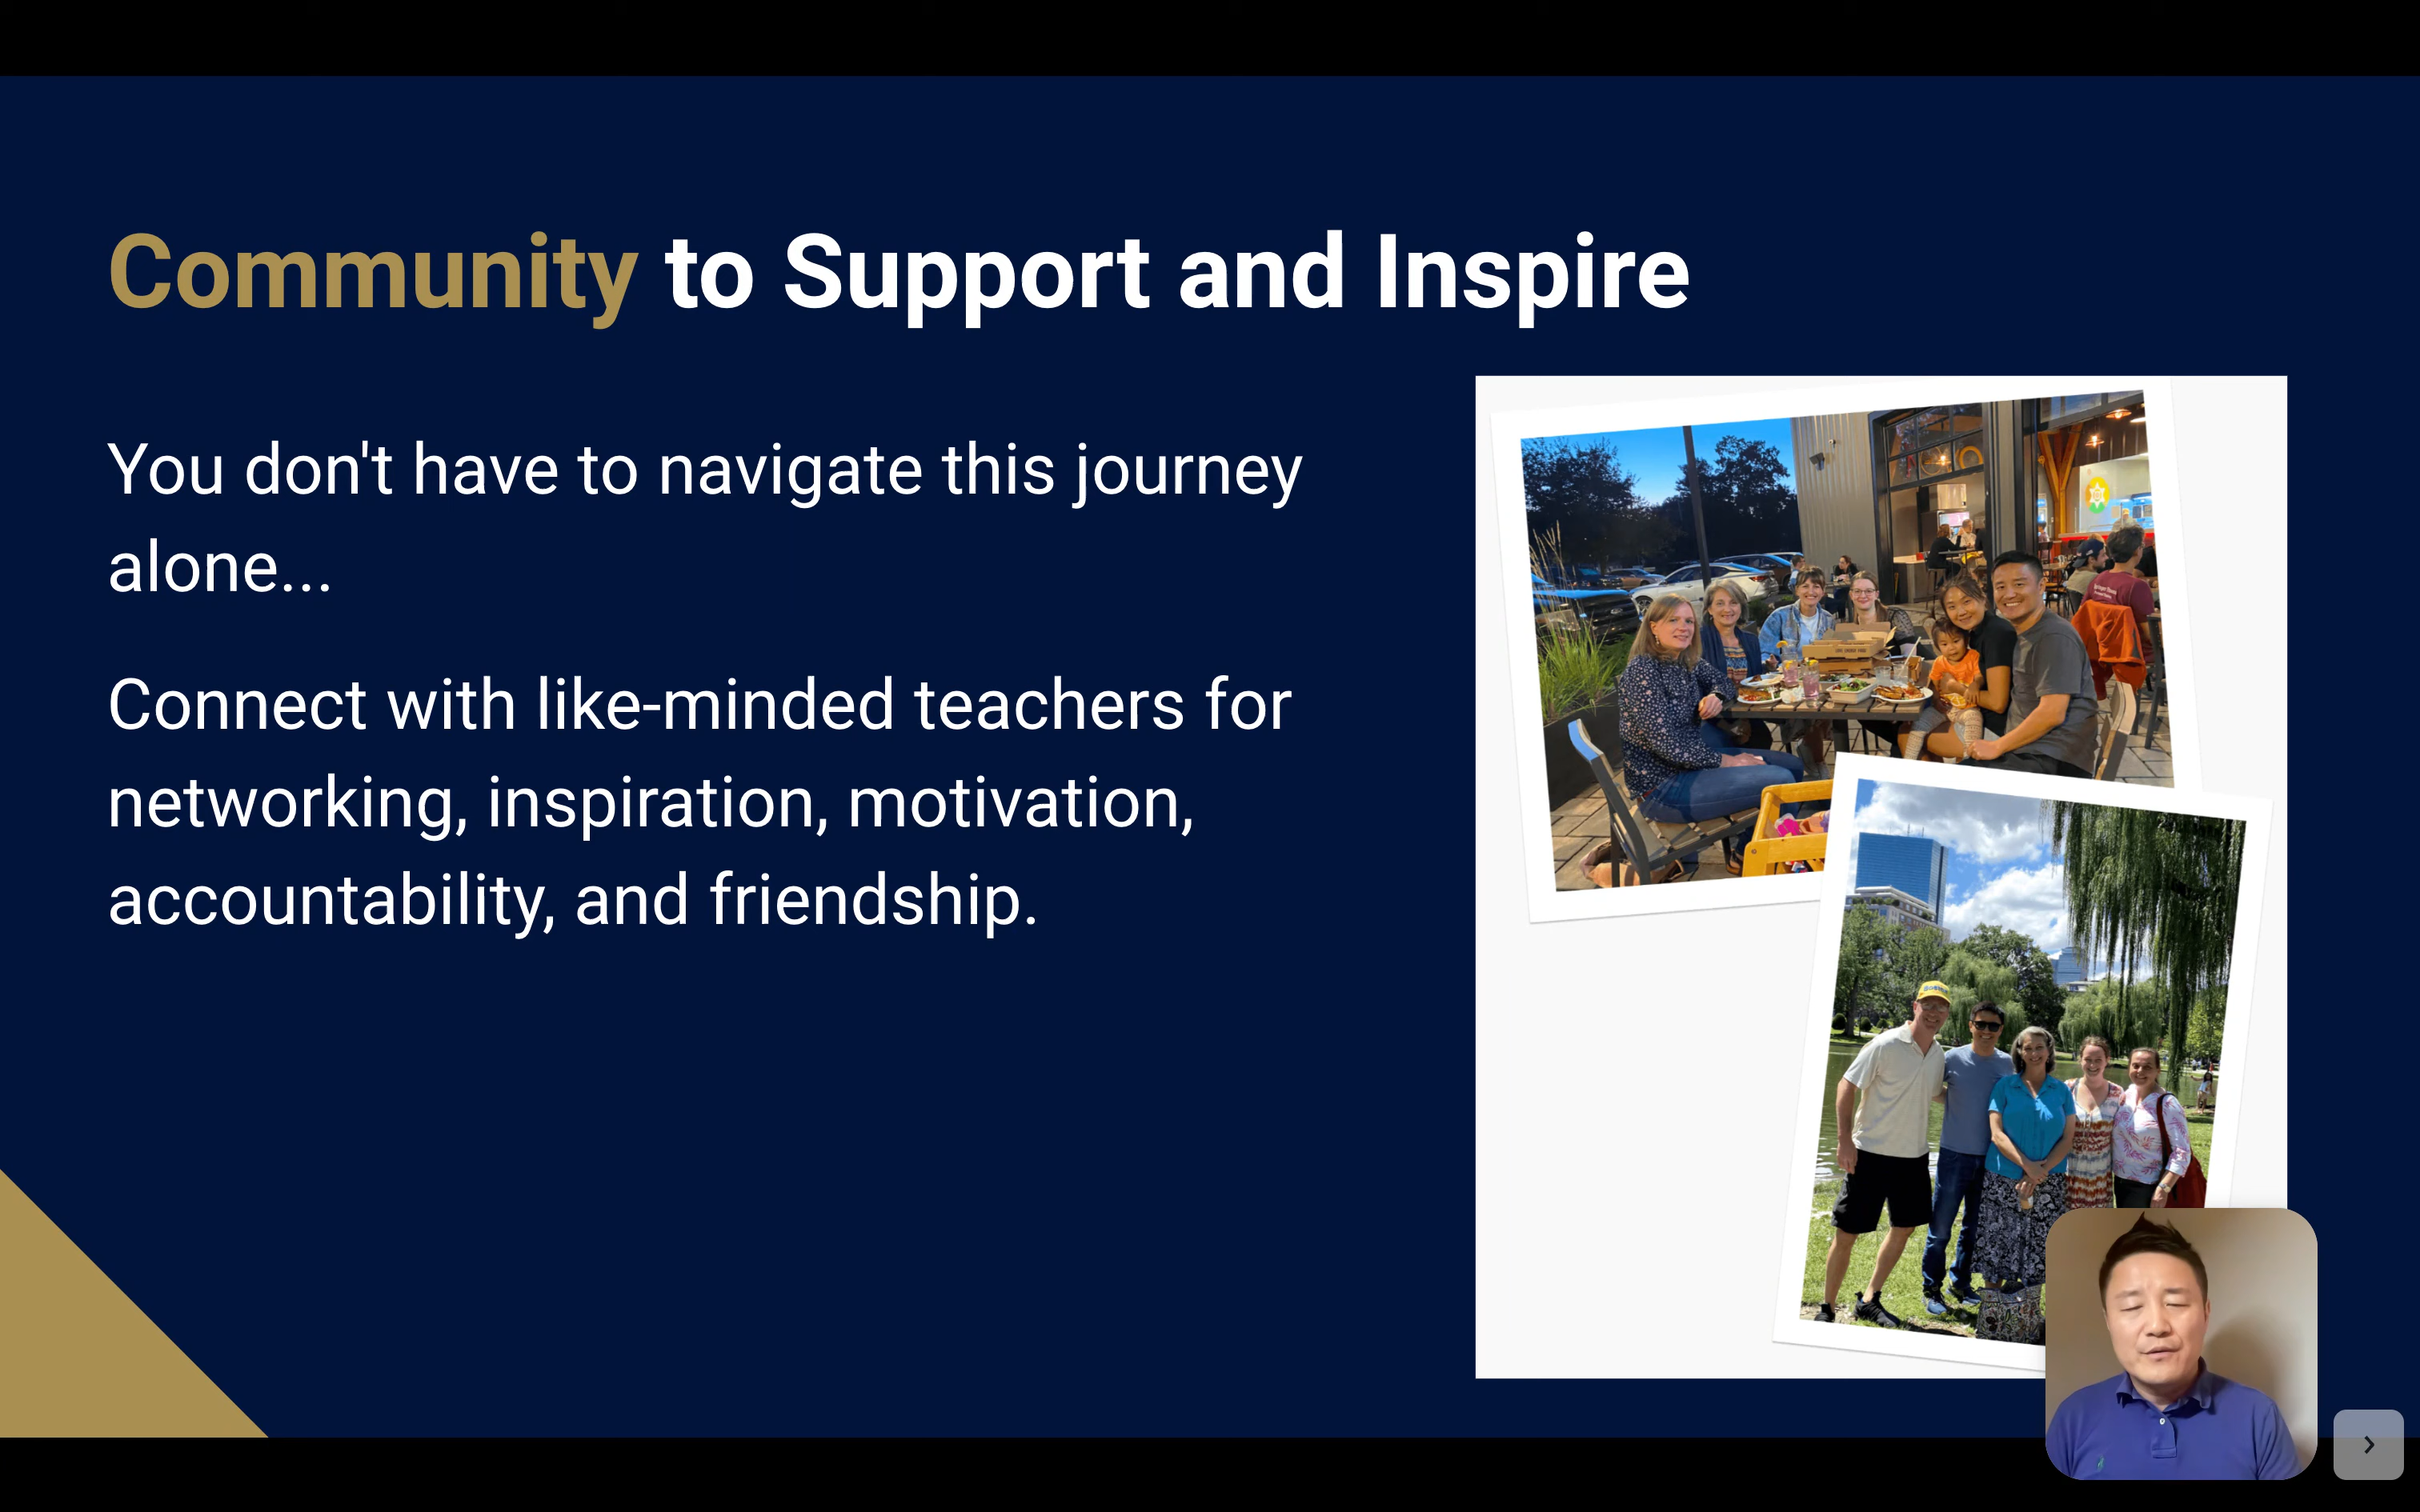 Community to Support and Inspire
You don't have to navigate this journey
alone...
Connect with like-minded teachers for
networking, inspiration, motivation,
accountability, and friendship.